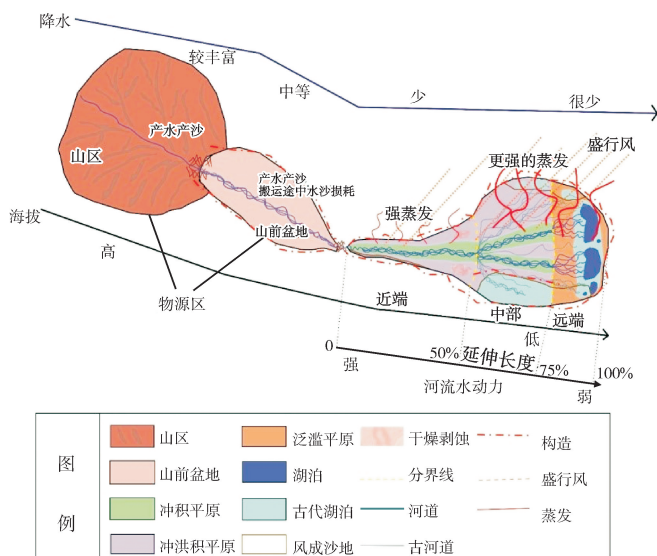 降水
较丰富
中等
少
很少
山区
产水产沙
产水产沙
搬运途中水沙损耗
山前盆地
强蒸发
更强的蒸发
盛行风
海拔
高
物源区
近端
中部
远端
低
0
50%
延伸长度
75%
100%
强
河流水动力
弱
图例
山区
泛滥平原
干燥剥蚀
构造
山前盆地
湖泊
分界线
盛行风
冲积平原
古代湖泊
河道
蒸发
冲洪积平原
风成沙地
古河道